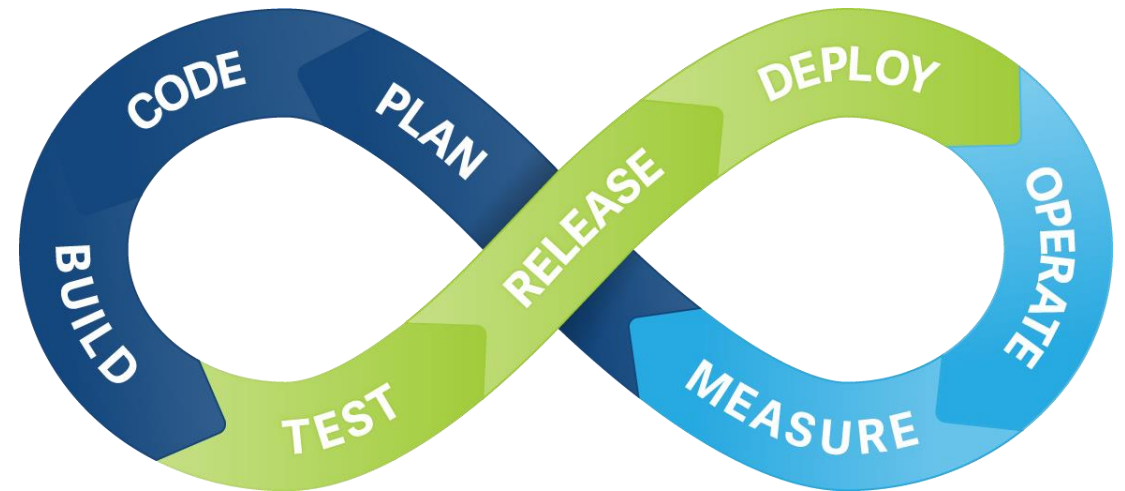 PLAN
CODE
BUILD
TEST
RELEASE
DEPLOY
OPERATE
MEASURE